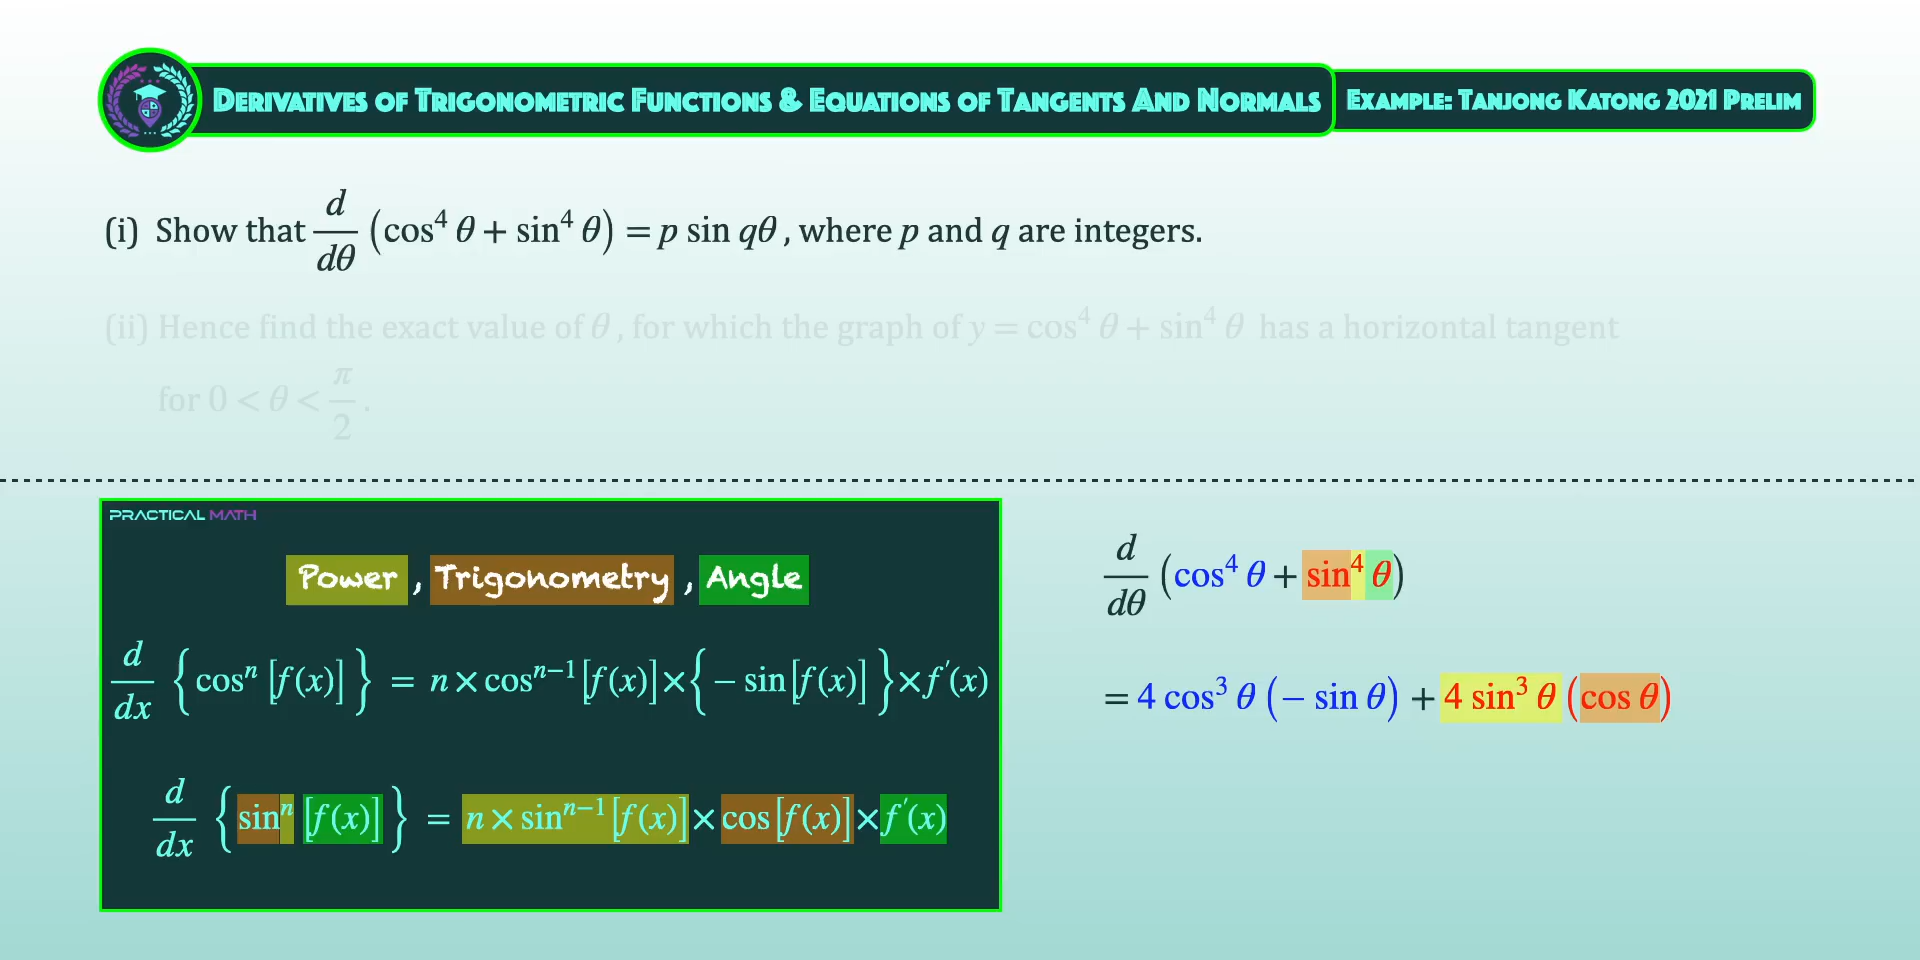 DERIVATIVES OF TRIGONOMETRIC FUNCTIONS & EQUATIONS OF TANGENTS AND NORMALS EXAMPLE: TANJONG KATONG 2021 PRELIM
(i) Show that d/dθ (cos⁴ θ + sin⁴ θ) = p sin qθ , where p and q are integers.
(ii) Hence find the exact value of θ , for which the graph of y = cos⁴ θ + sin⁴ θ has a horizontal tangent
for 0 < θ < π/2 .
PRACTICAL MATH
Power , Trigonometry , Angle
d/dx {cosⁿ [f(x)]} = n × cosⁿ⁻¹ [f(x)] × {− sin [f(x)]} × f′(x)
d/dx {sinⁿ [f(x)]} = n × sinⁿ⁻¹ [f(x)] × cos [f(x)] × f′(x)
d/dθ (cos⁴ θ + sin⁴ θ)
= 4 cos³ θ (− sin θ) + 4 sin³ θ (cos θ)